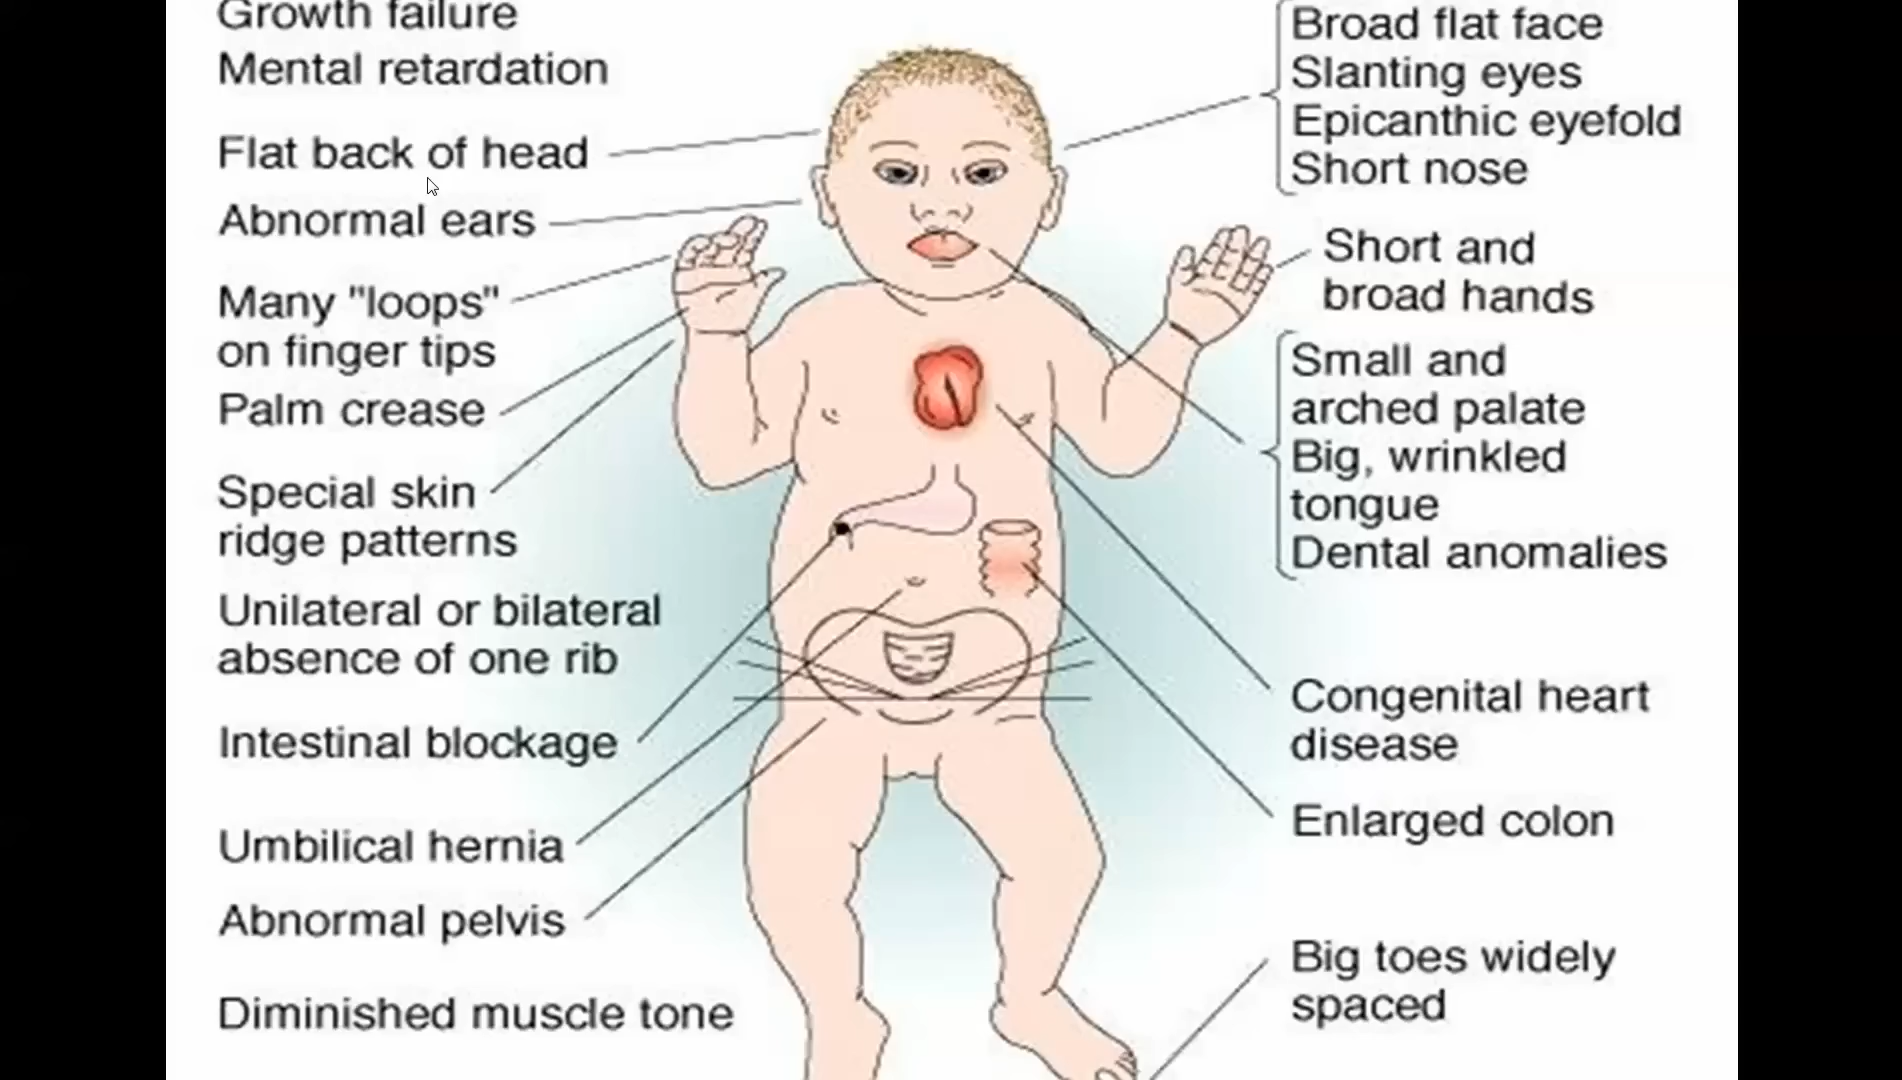 Growth failure
Mental retardation
Flat back of head
Abnormal ears
Many "loops"
on finger tips
Palm crease
Special skin
ridge patterns
Unilateral or bilateral
absence of one rib
Intestinal blockage
Umbilical hernia
Abnormal pelvis
Diminished muscle tone
Broad flat face
Slanting eyes
Epicanthic eyefold
Short nose
Short and
broad hands
Small and
arched palate
Big, wrinkled
tongue
Dental anomalies
Congenital heart
disease
Enlarged colon
Big toes widely
spaced